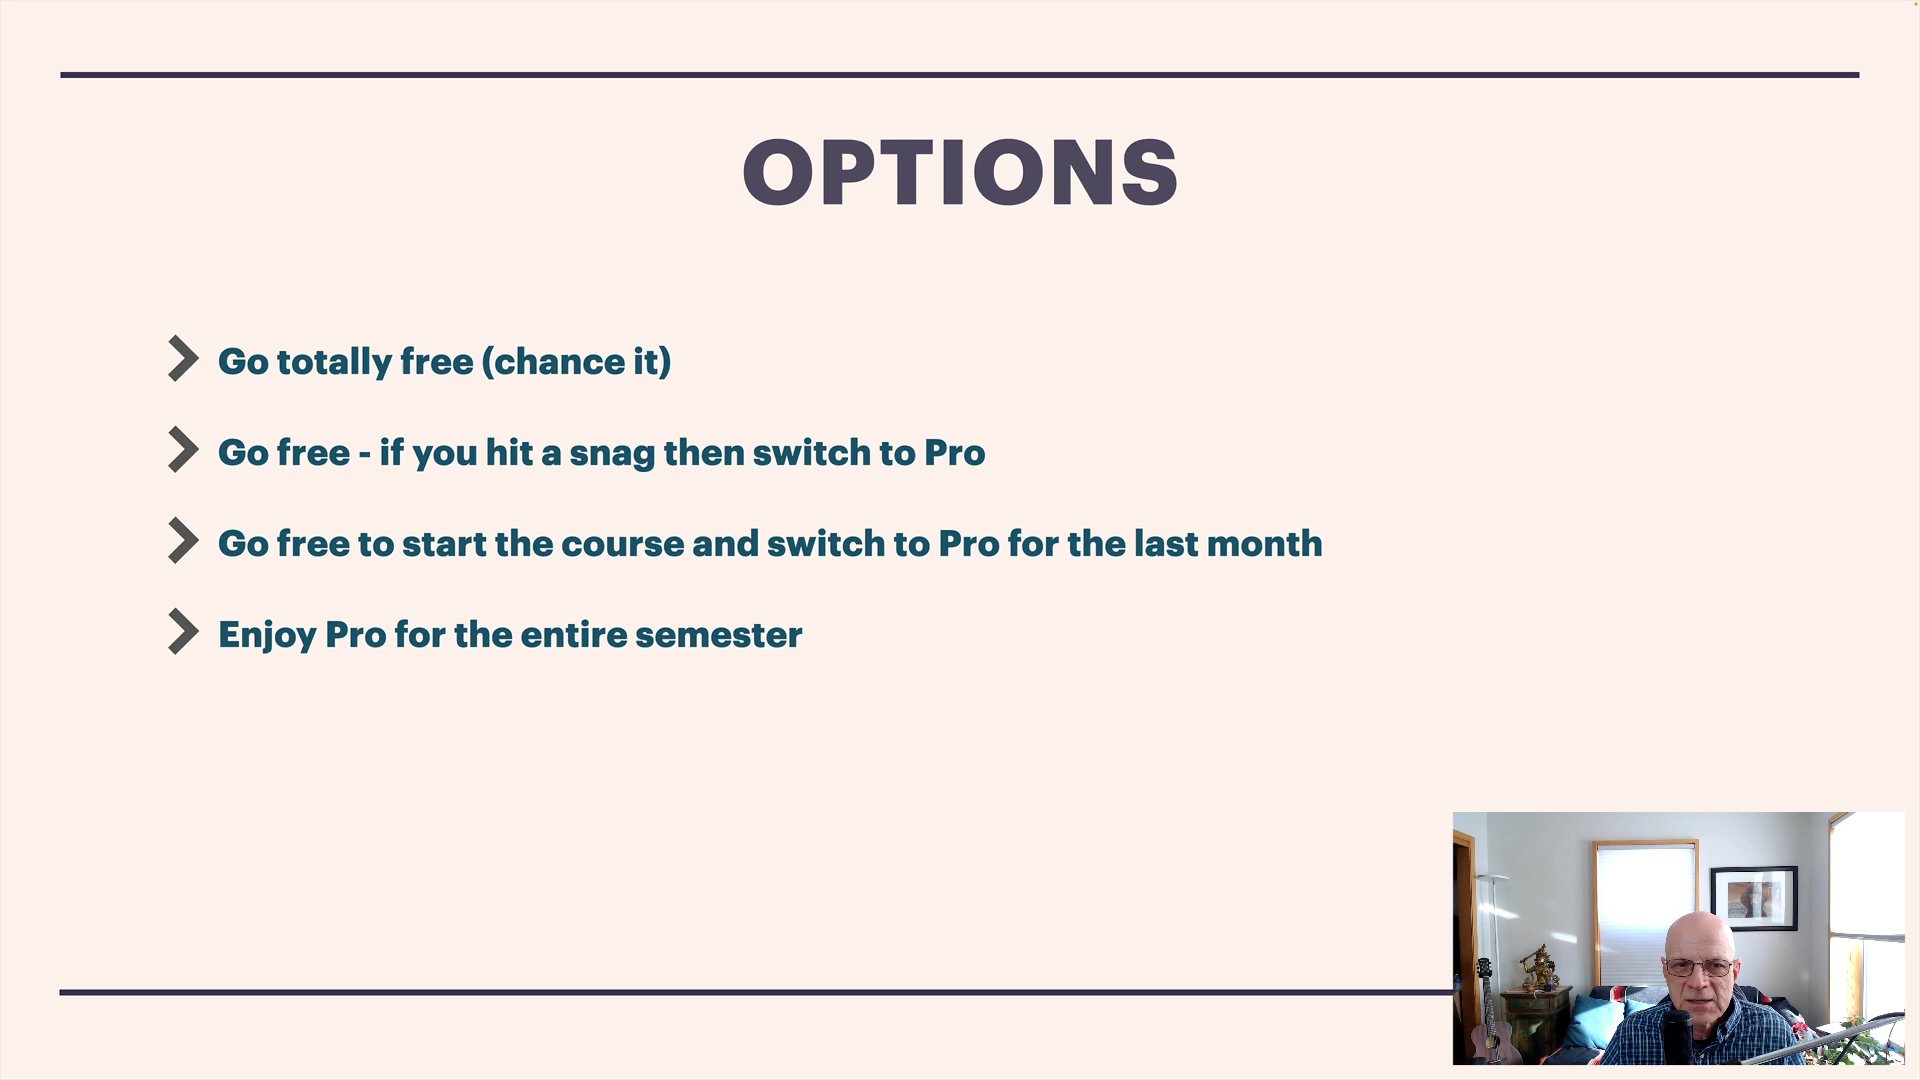 OPTIONS
Go totally free (chance it)
Go free - if you hit a snag then switch to Pro
Go free to start the course and switch to Pro for the last month
Enjoy Pro for the entire semester